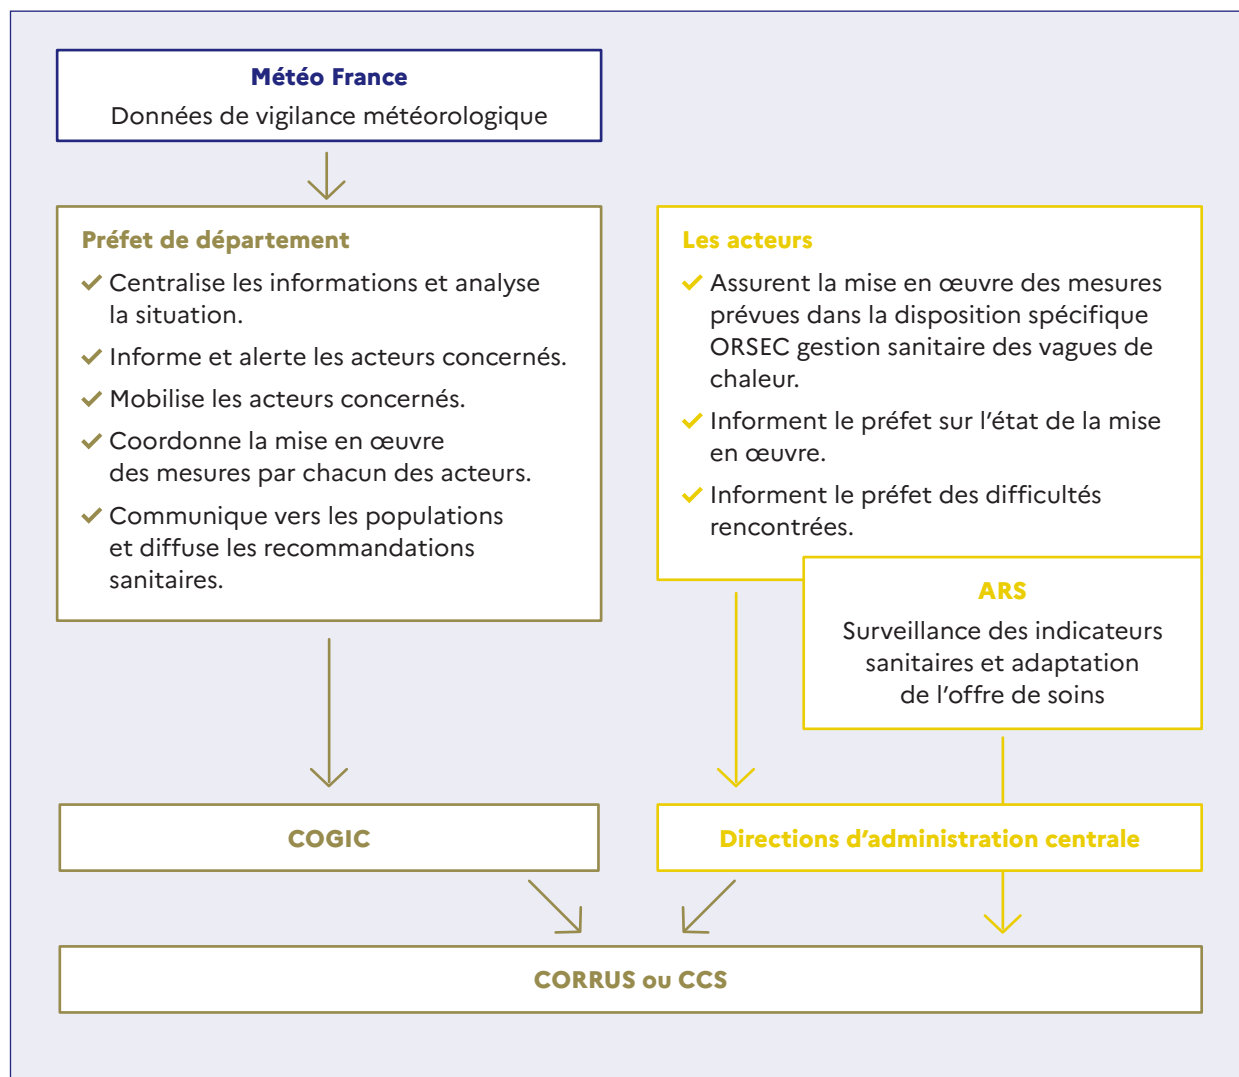 Météo France
Données de vigilance météorologique
Préfet de département
Centralise les informations et analyse
la situation.
Informe et alerte les acteurs concernés.
Mobilise les acteurs concernés.
Coordonne la mise en œuvre
des mesures par chacun des acteurs.
Communique vers les populations
et diffuse les recommandations
sanitaires.
Les acteurs
Assurent la mise en œuvre des mesures
prévues dans la disposition spécifique
ORSEC gestion sanitaire des vagues de
chaleur.
Informent le préfet sur l’état de la mise
en œuvre.
Informent le préfet des difficultés
rencontrées.
ARS
Surveillance des indicateurs
sanitaires et adaptation
de l’offre de soins
COGIC
Directions d’administration centrale
CORRUS ou CCS